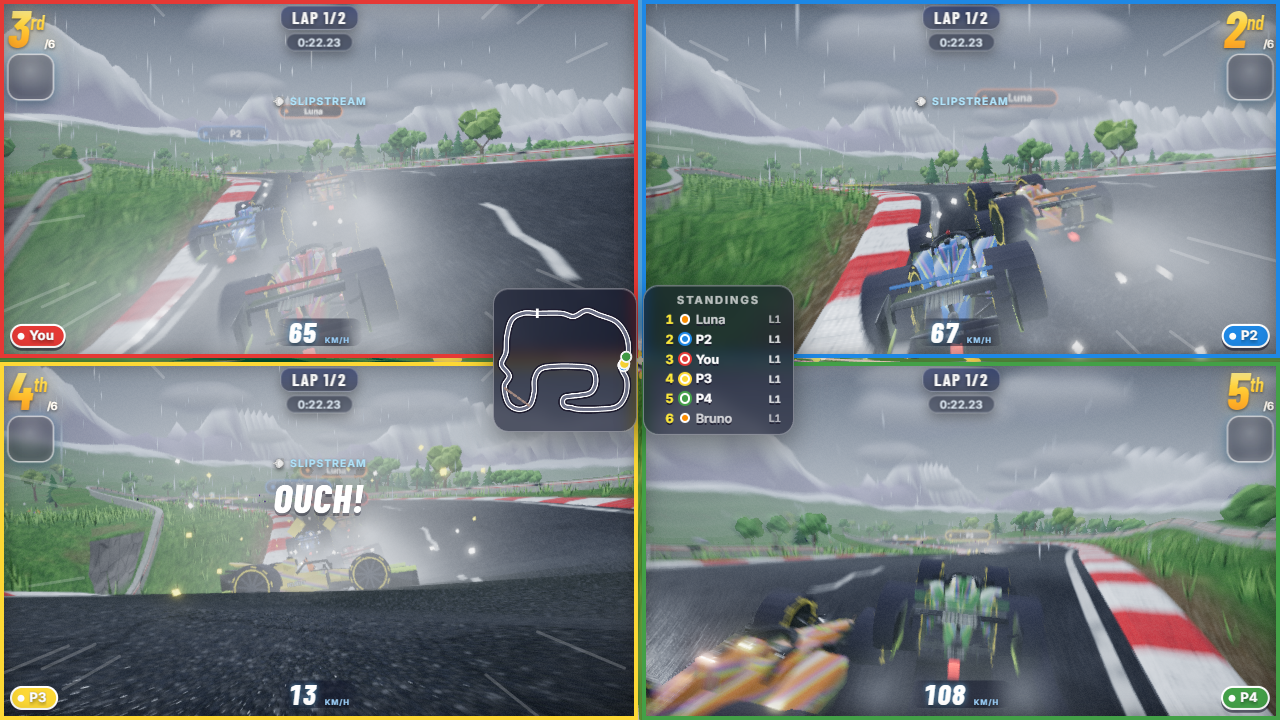 3rd
/6
LAP 1/2
0:22.23
SLIPSTREAM
Luna
P2
You
65 KM/H
2nd
/6
LAP 1/2
0:22.23
SLIPSTREAM
Luna
67 KM/H
P2
STANDINGS
1 Luna L1
2 P2 L1
3 You L1
4 P3 L1
5 P4 L1
6 Bruno L1
4th
/6
LAP 1/2
0:22.23
SLIPSTREAM
Luna
OUCH!
P3
13 KM/H
5th
/6
LAP 1/2
0:22.23
108 KM/H
P4